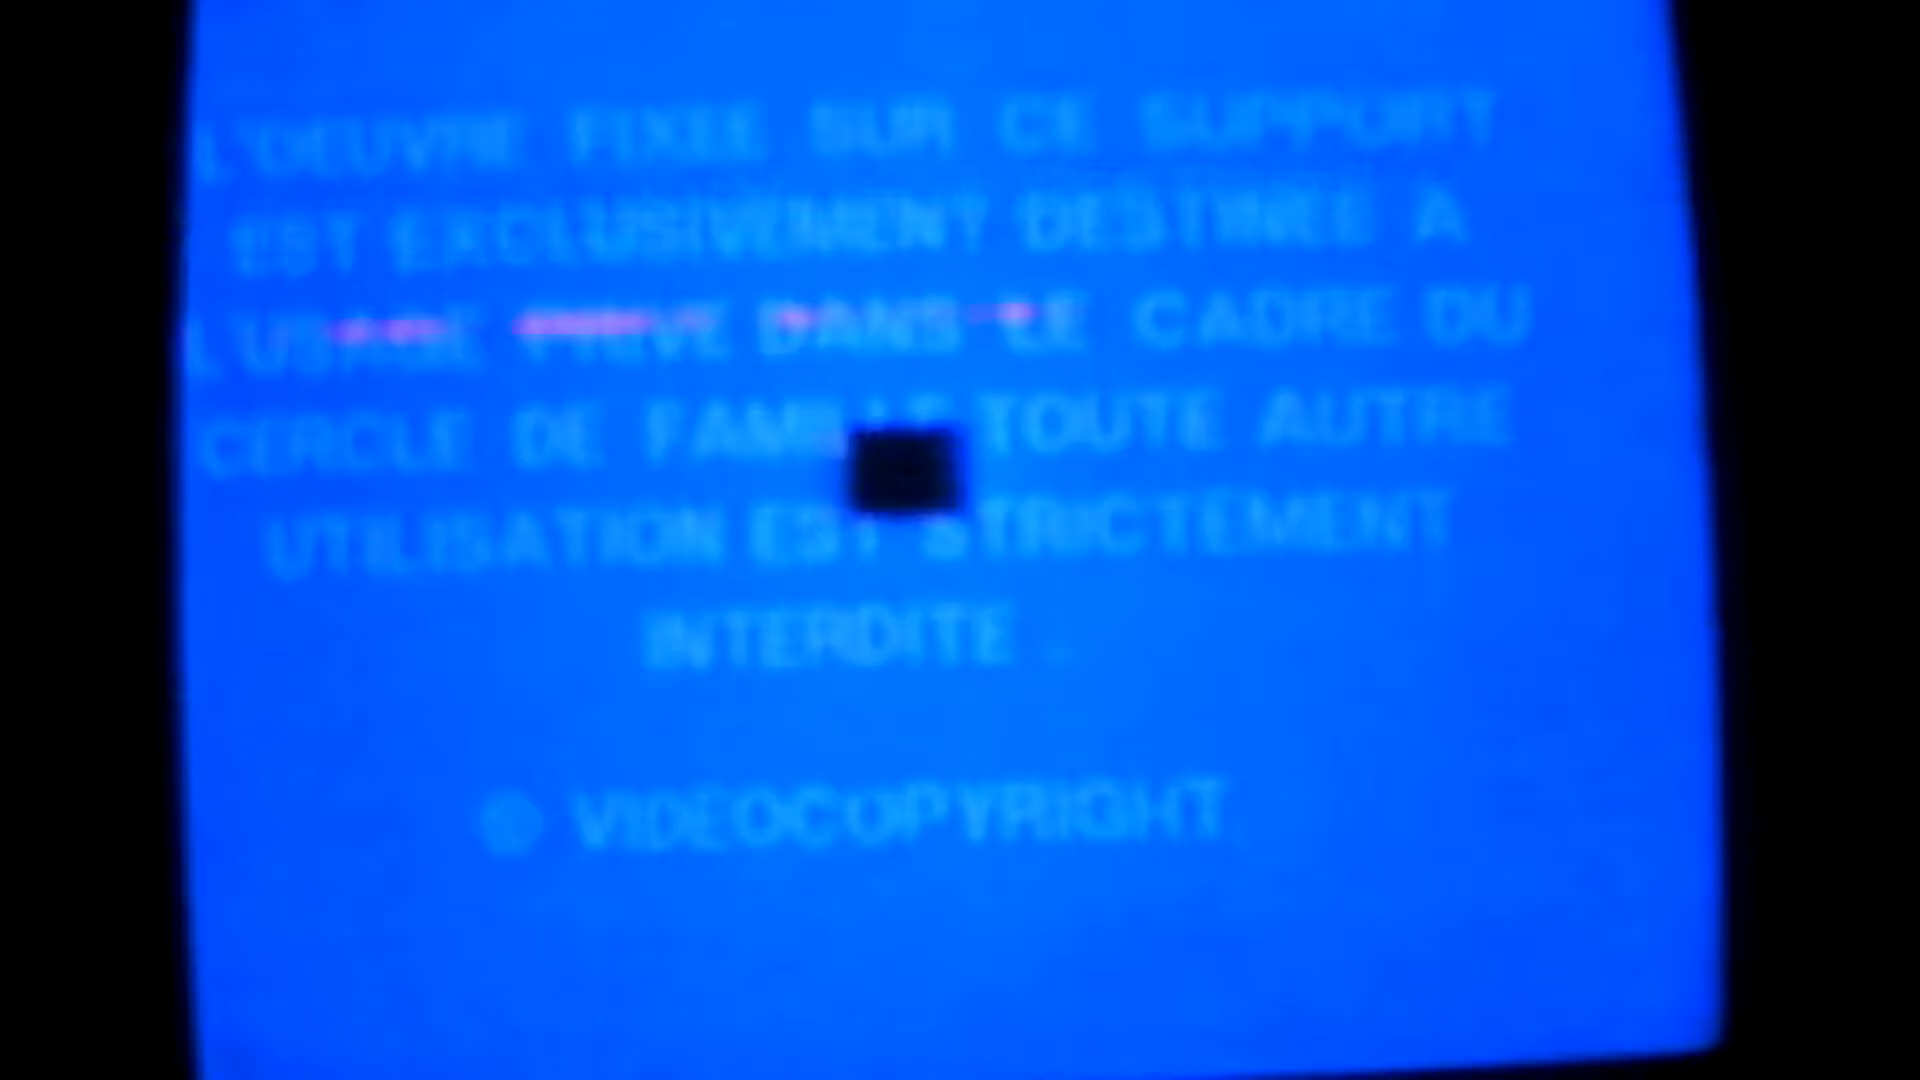 L'OEUVRE FIXEE SUR CE SUPPORT
EST EXCLUSIVEMENT DESTINEE A
L'USAGE PRIVE DANS LE CADRE DU
CERCLE DE FAMILLE TOUTE AUTRE
UTILISATION EST STRICTEMENT
INTERDITE .
© VIDEOCOPYRIGHT